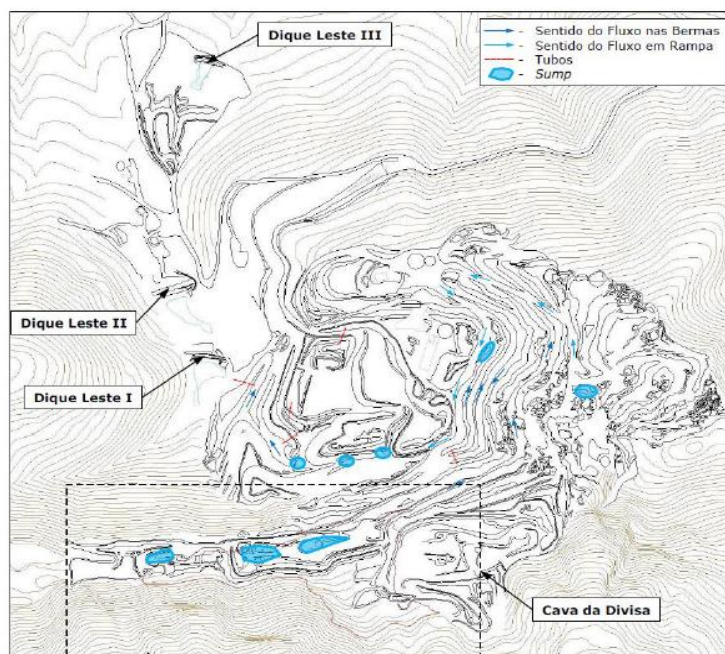 Dique Leste III
- Sentido do Fluxo nas Bermas
- Sentido do Fluxo em Rampa
- Tubos
- Sump
Dique Leste II
Dique Leste I
Cava da Divisa